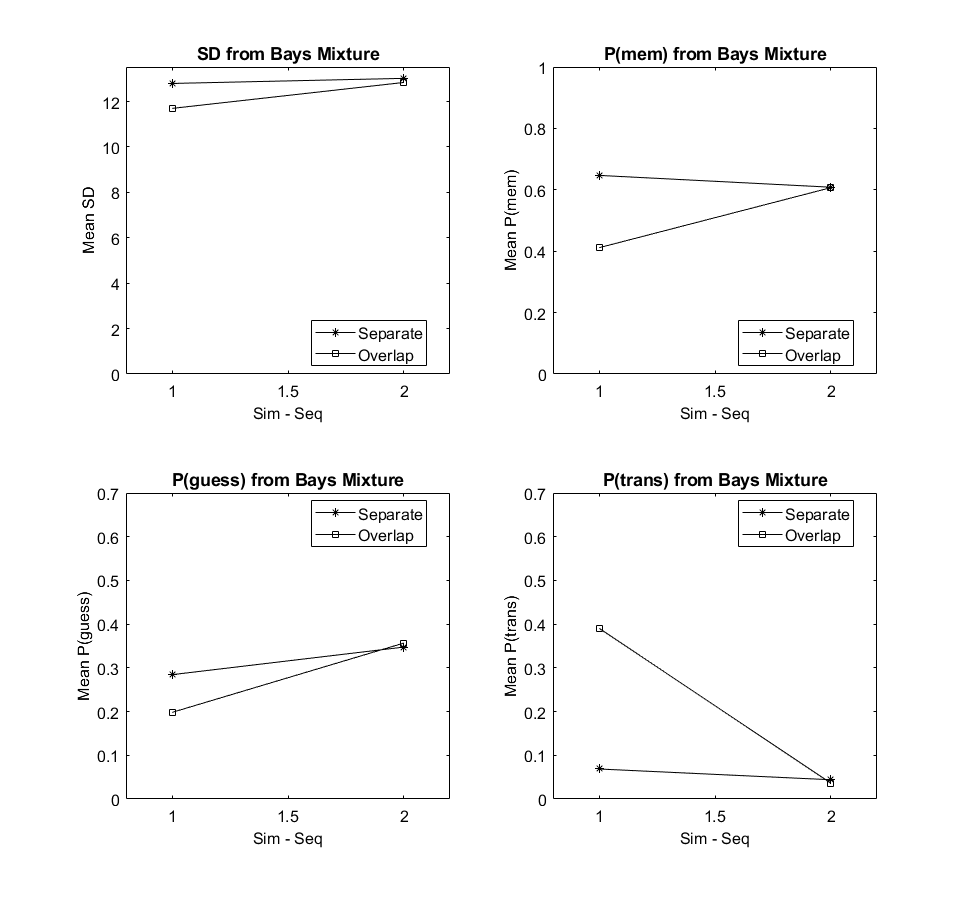 SD from Bays Mixture
12
10
8
6
4
2
0
Mean SD
Separate
Overlap
1 1.5 2
Sim - Seq
P(mem) from Bays Mixture
1
0.8
0.6
0.4
0.2
0
Mean P(mem)
Separate
Overlap
1 1.5 2
Sim - Seq
P(guess) from Bays Mixture
0.7
0.6
0.5
0.4
0.3
0.2
0.1
0
Mean P(guess)
Separate
Overlap
1 1.5 2
Sim - Seq
P(trans) from Bays Mixture
0.7
0.6
0.5
0.4
0.3
0.2
0.1
0
Mean P(trans)
Separate
Overlap
1 1.5 2
Sim - Seq